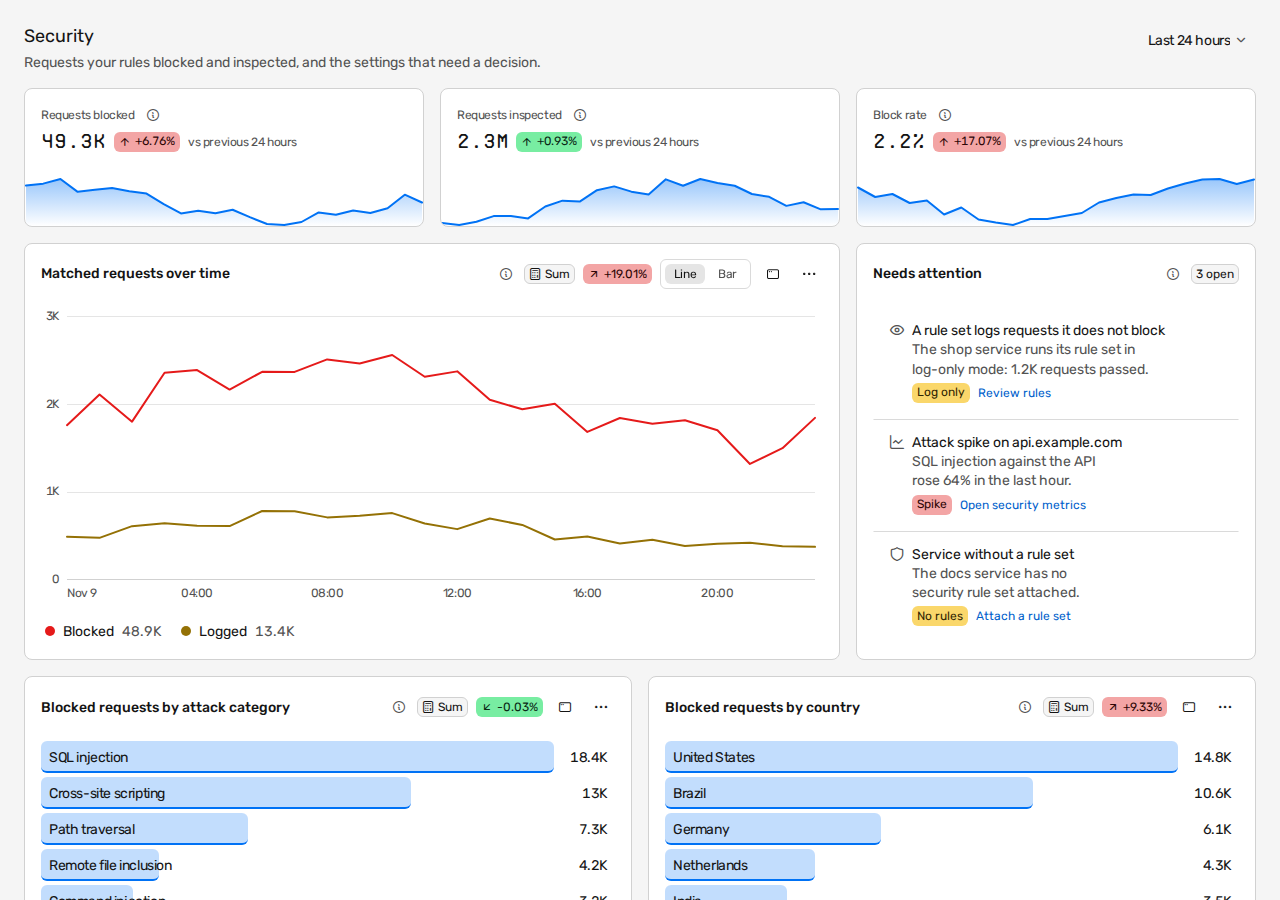 Security
Last 24 hours
Requests your rules blocked and inspected, and the settings that need a decision.
Requests blocked
49.3K +6.76% vs previous 24 hours
Requests inspected
2.3M +0.93% vs previous 24 hours
Block rate
2.2% +17.07% vs previous 24 hours
Matched requests over time
Sum +19.01% Line Bar
3K
2K
1K
0
Nov 9 04:00 08:00 12:00 16:00 20:00
Blocked 48.9K Logged 13.4K
Needs attention 3 open
A rule set logs requests it does not block
The shop service runs its rule set in
log-only mode: 1.2K requests passed.
Log only Review rules
Attack spike on api.example.com
SQL injection against the API
rose 64% in the last hour.
Spike Open security metrics
Service without a rule set
The docs service has no
security rule set attached.
No rules Attach a rule set
Blocked requests by attack category Sum -0.03%
SQL injection 18.4K
Cross-site scripting 13K
Path traversal 7.3K
Remote file inclusion 4.2K
Blocked requests by country Sum +9.33%
United States 14.8K
Brazil 10.6K
Germany 6.1K
Netherlands 4.3K